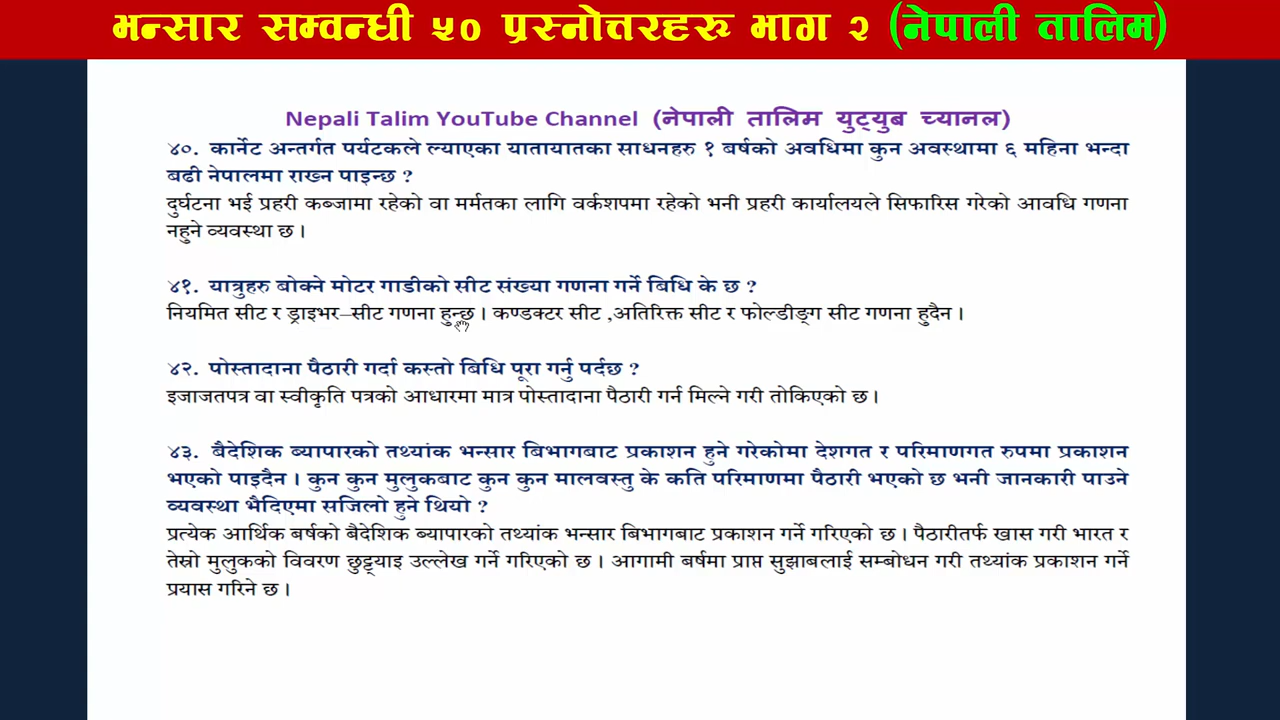 भन्सार सम्वन्धी ५० प्रस्नोत्तरहरु भाग २ (नेपाली तालिम)
Nepali Talim YouTube Channel (नेपाली तालिम युट्युब च्यानल)
४०. कार्नेट अन्तर्गत पर्यटकले ल्याएका यातायातका साधनहरु १ बर्षको अवधिमा कुन अवस्थामा ६ महिना भन्दा
बढी नेपालमा राख्न पाइन्छ ?
दुर्घटना भई प्रहरी कब्जामा रहेको वा मर्मतका लागि वर्कशपमा रहेको भनी प्रहरी कार्यालयले सिफारिस गरेको आवधि गणना
नहुने व्यवस्था छ ।
४१. यात्रुहरु बोक्ने मोटर गाडीको सीट संख्या गणना गर्ने बिधि के छ ?
नियमित सीट र ड्राइभर–सीट गणना हुन्छ । कण्डक्टर सीट ,अतिरिक्त सीट र फोल्डीङ्ग सीट गणना हुदैन ।
४२. पोस्तादाना पैठारी गर्दा कस्तो बिधि पूरा गर्नु पर्दछ ?
इजाजतपत्र वा स्वीकृति पत्रको आधारमा मात्र पोस्तादाना पैठारी गर्न मिल्ने गरी तोकिएको छ ।
४३. बैदेशिक ब्यापारको तथ्यांक भन्सार बिभागबाट प्रकाशन हुने गरेकोमा देशगत र परिमाणगत रुपमा प्रकाशन
भएको पाइदैन । कुन कुन मुलुकबाट कुन कुन मालवस्तु के कति परिमाणमा पैठारी भएको छ भनी जानकारी पाउने
व्यवस्था भैदिएमा सजिलो हुने थियो ?
प्रत्येक आर्थिक बर्षको बैदेशिक ब्यापारको तथ्यांक भन्सार बिभागबाट प्रकाशन गर्ने गरिएको छ । पैठारीतर्फ खास गरी भारत र
तेस्रो मुलुकको विवरण छुट्ट्याइ उल्लेख गर्ने गरिएको छ । आगामी बर्षमा प्राप्त सुझाबलाई सम्बोधन गरी तथ्यांक प्रकाशन गर्ने
प्रयास गरिने छ ।